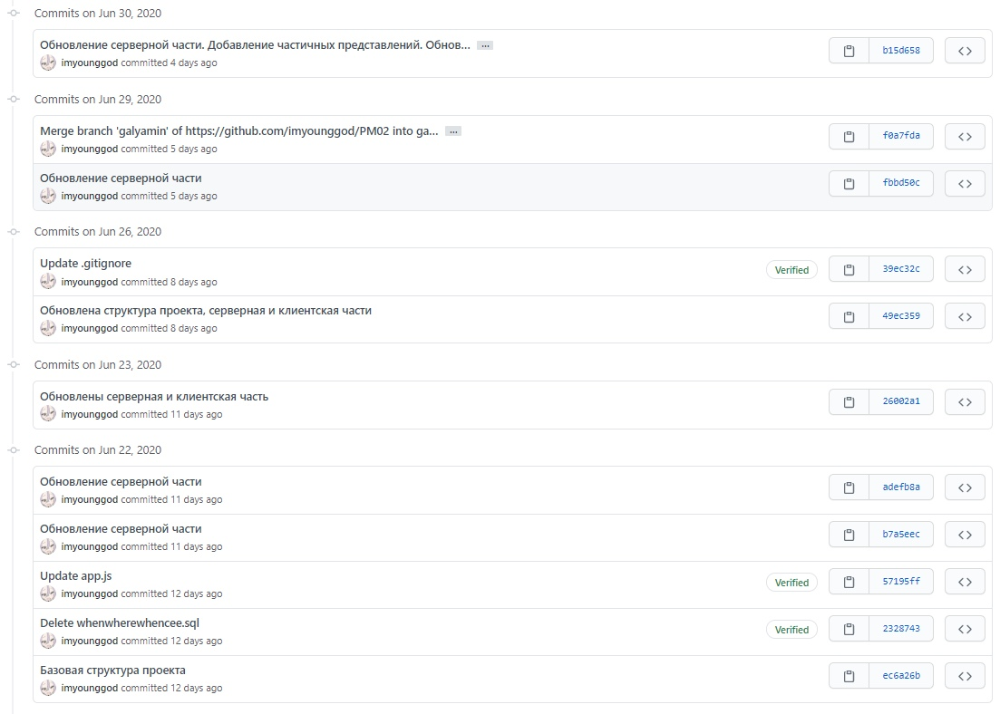 Commits on Jun 30, 2020
Обновление серверной части. Добавление частичных представлений. Обнов... ...
imyounggod committed 4 days ago
b15d658
Commits on Jun 29, 2020
Merge branch 'galyamin' of https://github.com/imyounggod/PM02 into ga... ...
imyounggod committed 5 days ago
f0a7fda
Обновление серверной части
imyounggod committed 5 days ago
fbbd50c
Commits on Jun 26, 2020
Update .gitignore
imyounggod committed 8 days ago
Verified 39ec32c
Обновлена структура проекта, серверная и клиентская части
imyounggod committed 8 days ago
49ec359
Commits on Jun 23, 2020
Обновлены серверная и клиентская часть
imyounggod committed 11 days ago
26002a1
Commits on Jun 22, 2020
Обновление серверной части
imyounggod committed 11 days ago
adefb8a
Обновление серверной части
imyounggod committed 11 days ago
b7a5eec
Update app.js
imyounggod committed 12 days ago
Verified 57195ff
Delete whenwherewhencee.sql
imyounggod committed 12 days ago
Verified 2328743
Базовая структура проекта
imyounggod committed 12 days ago
ec6a26b